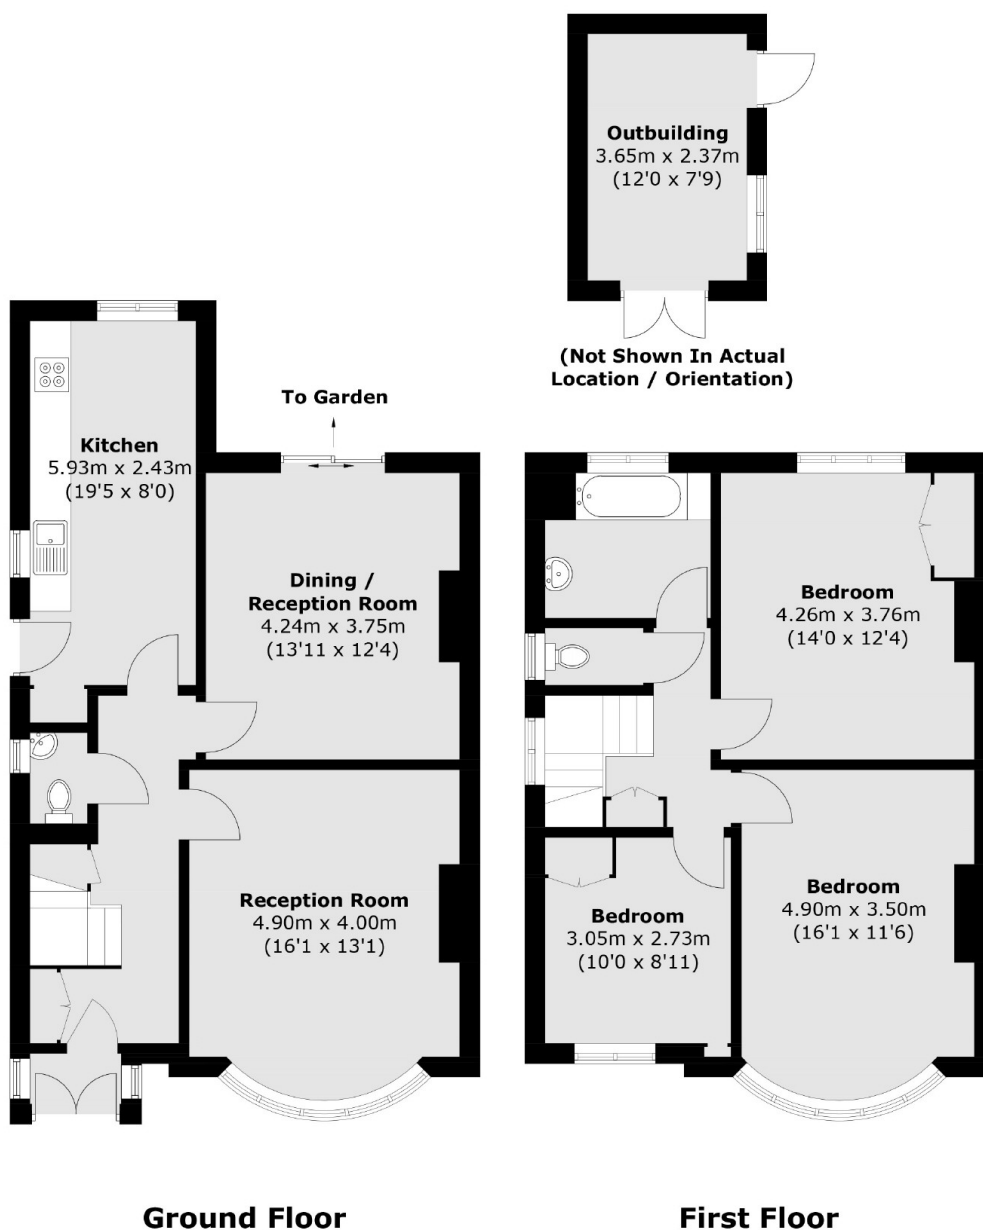 Outbuilding
3.65m x 2.37m
(12'0 x 7'9)
(Not Shown In Actual
Location / Orientation)
To Garden
Kitchen
5.93m x 2.43m
(19'5 x 8'0)
Dining /
Reception Room
4.24m x 3.75m
(13'11 x 12'4)
Bedroom
4.26m x 3.76m
(14'0 x 12'4)
Reception Room
4.90m x 4.00m
(16'1 x 13'1)
Bedroom
3.05m x 2.73m
(10'0 x 8'11)
Bedroom
4.90m x 3.50m
(16'1 x 11'6)
Ground Floor
First Floor